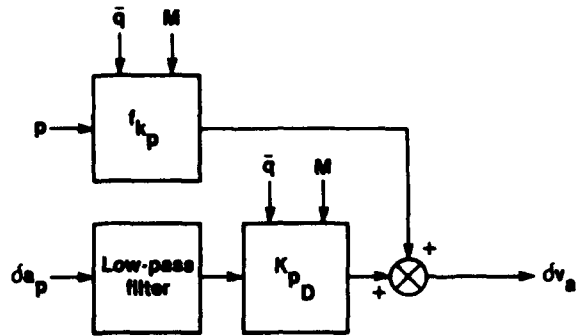 q̄ M
p
f_{k_p}
q̄ M
δa_p
Low-pass
filter
K_{p_D}
+
+
δv_a